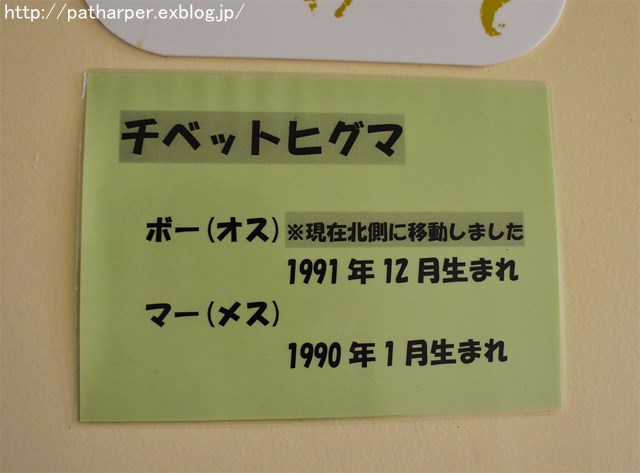 http://patharper.exblog.jp/
チベットヒグマ
ボー(オス) ※現在北側に移動しました
1991年12月生まれ
マー(メス)
1990年1月生まれ